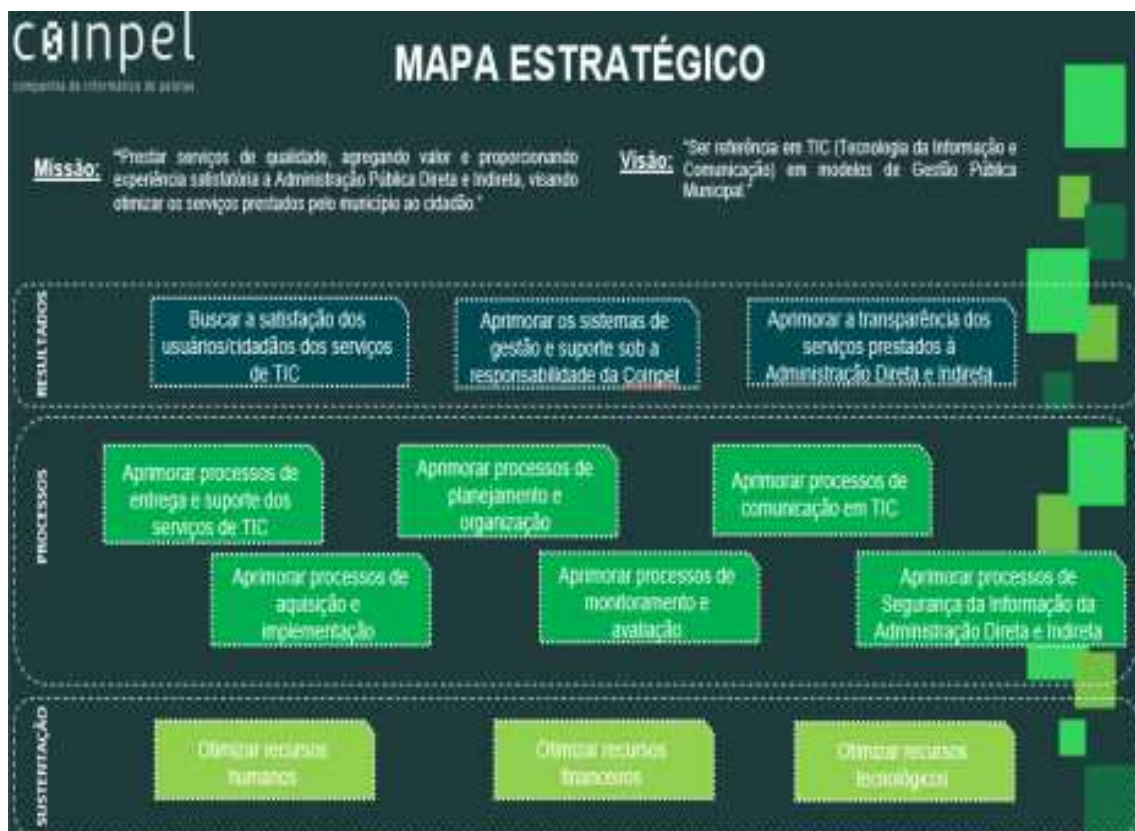 coinpel
companhia de informática de pelotas
MAPA ESTRATÉGICO
Missão:
"Prestar serviços de qualidade, agregando valor e proporcionando
experiência satisfatória a Administração Pública Direta e Indireta, visando
otimizar os serviços prestados pelo município ao cidadão."
Visão:
"Ser referência em TIC (Tecnologia da Informação e
Comunicação) em modelos de Gestão Pública
Municipal."
RESULTADOS
Buscar a satisfação dos
usuários/cidadãos dos serviços
de TIC
Aprimorar os sistemas de
gestão e suporte sob a
responsabilidade da Coinpel
Aprimorar a transparência dos
serviços prestados à
Administração Direta e Indireta
PROCESSOS
Aprimorar processos de
entrega e suporte dos
serviços de TIC
Aprimorar processos de
planejamento e
organização
Aprimorar processos de
comunicação em TIC
Aprimorar processos de
aquisição e
implementação
Aprimorar processos de
monitoramento e
avaliação
Aprimorar processos de
Segurança da Informação da
Administração Direta e Indireta
SUSTENTAÇÃO
Otimizar recursos
humanos
Otimizar recursos
financeiros
Otimizar recursos
tecnológicos